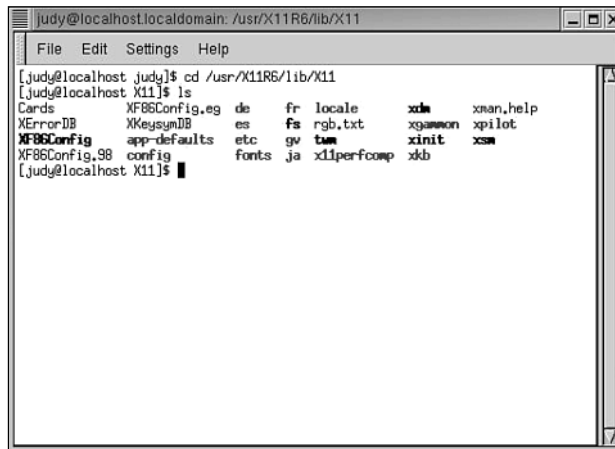 judy@localhost.localdomain: /usr/X11R6/lib/X11
File Edit Settings Help
[judy@localhost judy]$ cd /usr/X11R6/lib/X11
[judy@localhost X11]$ ls
Cards XF86Config.eg de fr locale xdm xman.help
XErrorDB XKeysymDB es fs rgb.txt xgammon xpilot
XF86Config app-defaults etc gv twm xinit xsm
XF86Config.98 config fonts ja x11perfcomp xkb
[judy@localhost X11]$